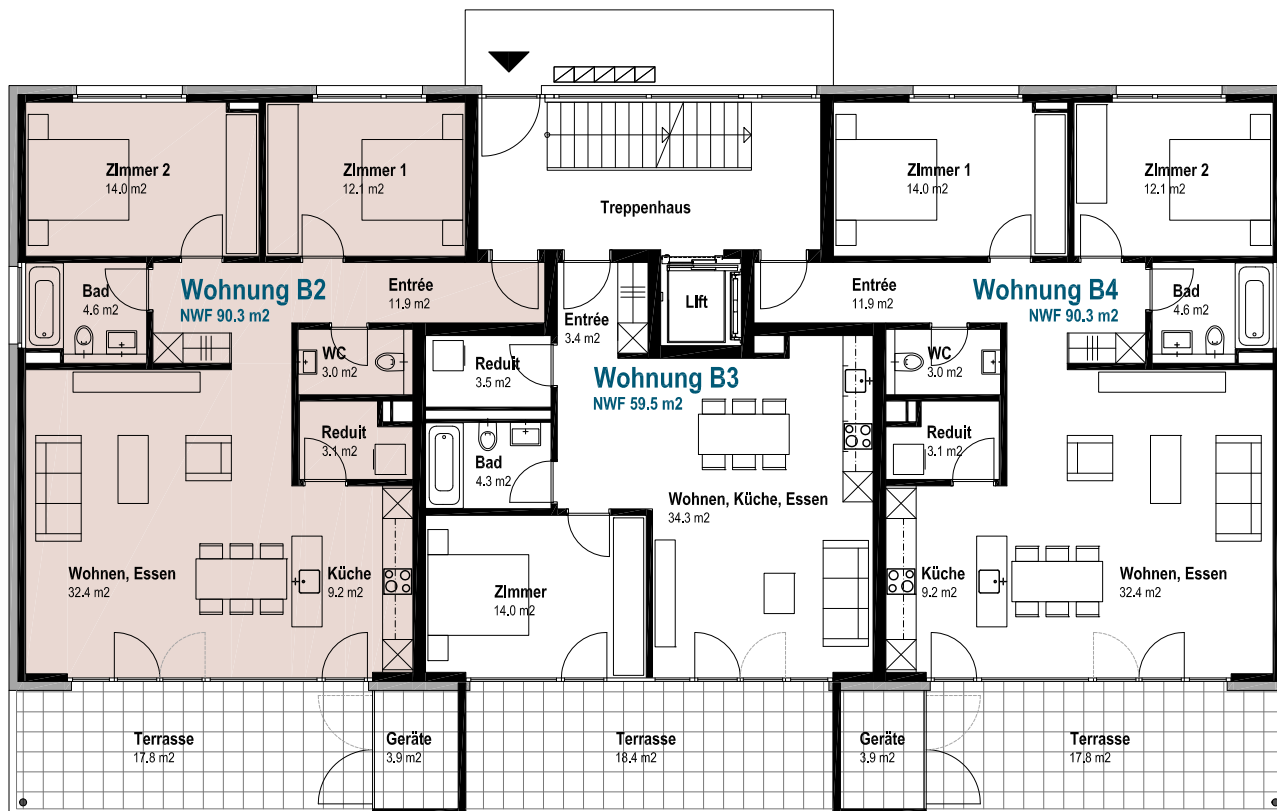 Zimmer 2
14.0 m2
Zimmer 1
12.1 m2
Treppenhaus
Zimmer 1
14.0 m2
Zimmer 2
12.1 m2
Bad
4.6 m2
Wohnung B2
NWF 90.3 m2
Entrée
11.9 m2
Entrée
3.4 m2
Lift
Entrée
11.9 m2
Wohnung B4
NWF 90.3 m2
Bad
4.6 m2
WC
3.0 m2
Reduit
3.5 m2
Wohnung B3
NWF 59.5 m2
WC
3.0 m2
Reduit
3.1 m2
Bad
4.3 m2
Reduit
3.1 m2
Wohnen, Küche, Essen
34.3 m2
Wohnen, Essen
32.4 m2
Küche
9.2 m2
Zimmer
14.0 m2
Küche
9.2 m2
Wohnen, Essen
32.4 m2
Terrasse
17.8 m2
Geräte
3.9 m2
Terrasse
18.4 m2
Geräte
3.9 m2
Terrasse
17.8 m2